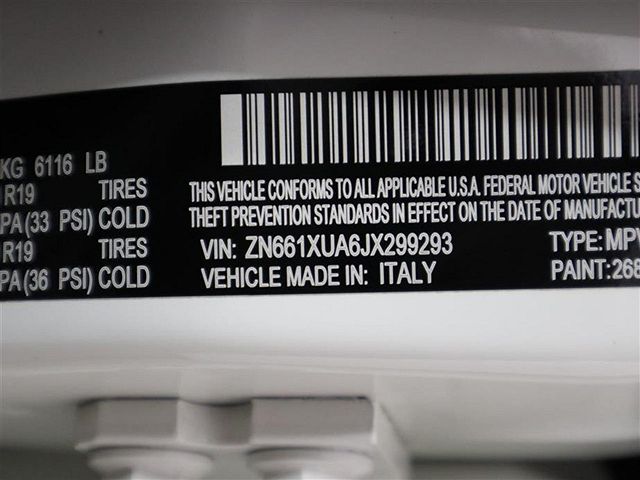 KG 6116 LB
R19 TIRES
PA(33 PSI) COLD
R19 TIRES
PA(36 PSI) COLD
THIS VEHICLE CONFORMS TO ALL APPLICABLE U.S.A. FEDERAL MOTOR VEHICLE S
THEFT PREVENTION STANDARDS IN EFFECT ON THE DATE OF MANUFACTU
VIN: ZN661XUA6JX299293 TYPE: MPV
VEHICLE MADE IN: ITALY PAINT: 268